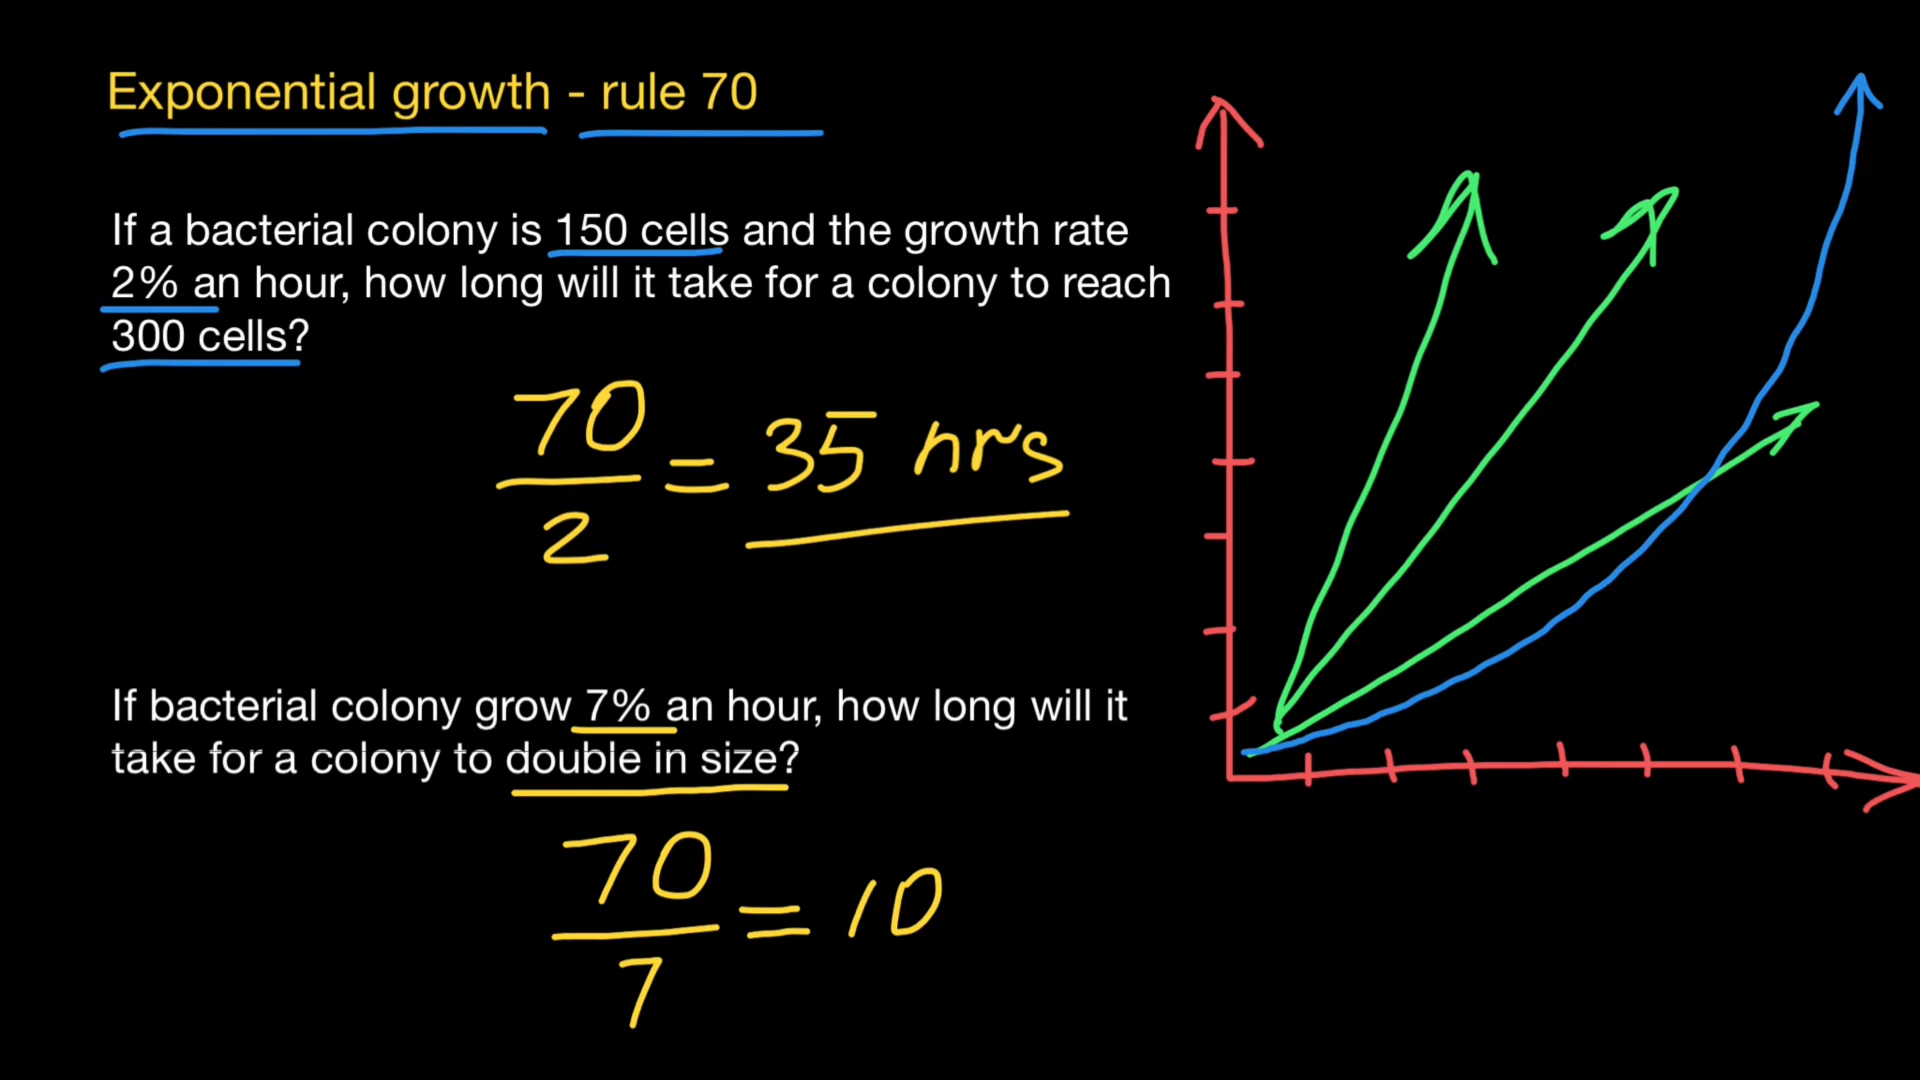 Exponential growth - rule 70
If a bacterial colony is 150 cells and the growth rate
2% an hour, how long will it take for a colony to reach
300 cells?
70
2
= 35 hrs
If bacterial colony grow 7% an hour, how long will it
take for a colony to double in size?
70
7
= 10